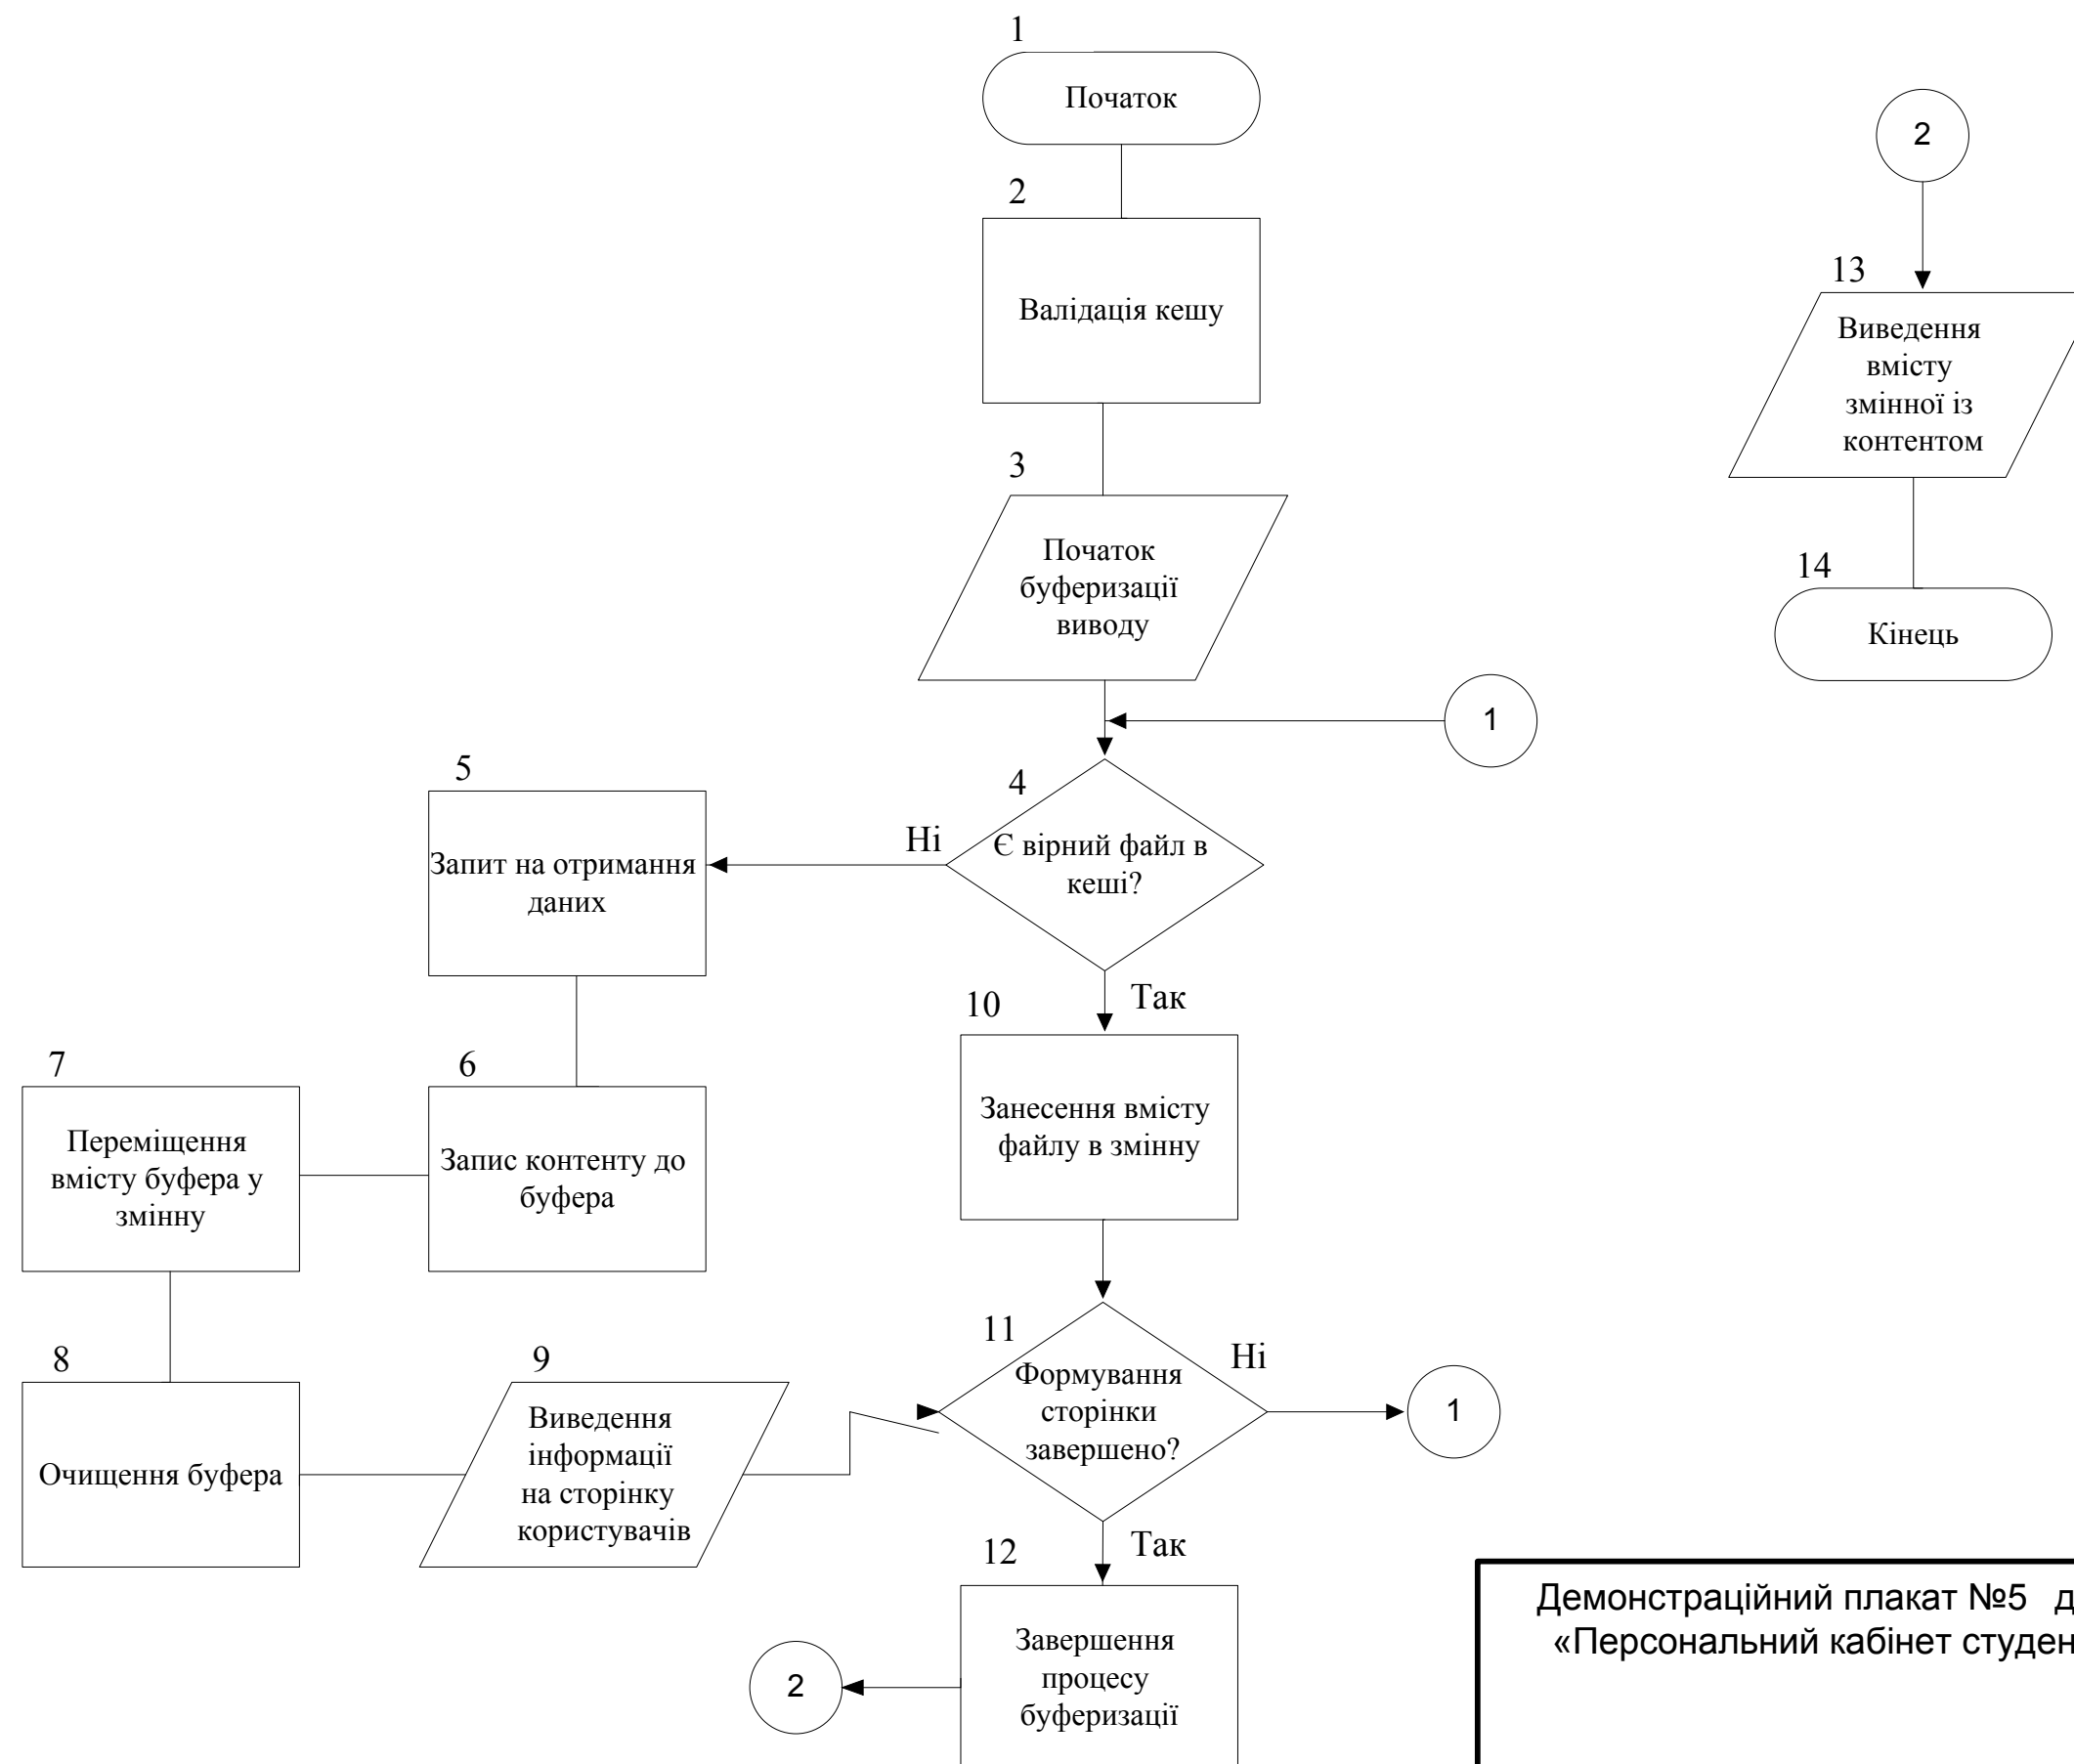 1
Початок
2
Валідація кешу
3
Початок
буферизації
виводу
1
4
Є вірний файл в
кеші?
Ні
Так
5
Запит на отримання
даних
6
Запис контенту до
буфера
7
Переміщення
вмісту буфера у
змінну
8
Очищення буфера
9
Виведення
інформації
на сторінку
користувачів
10
Занесення вмісту
файлу в змінну
11
Формування
сторінки
завершено?
Ні
1
Так
12
Завершення
процесу
буферизації
2
2
13
Виведення
вмісту
змінної із
контентом
14
Кінець
Демонстраційний плакат №5
«Персональний кабінет